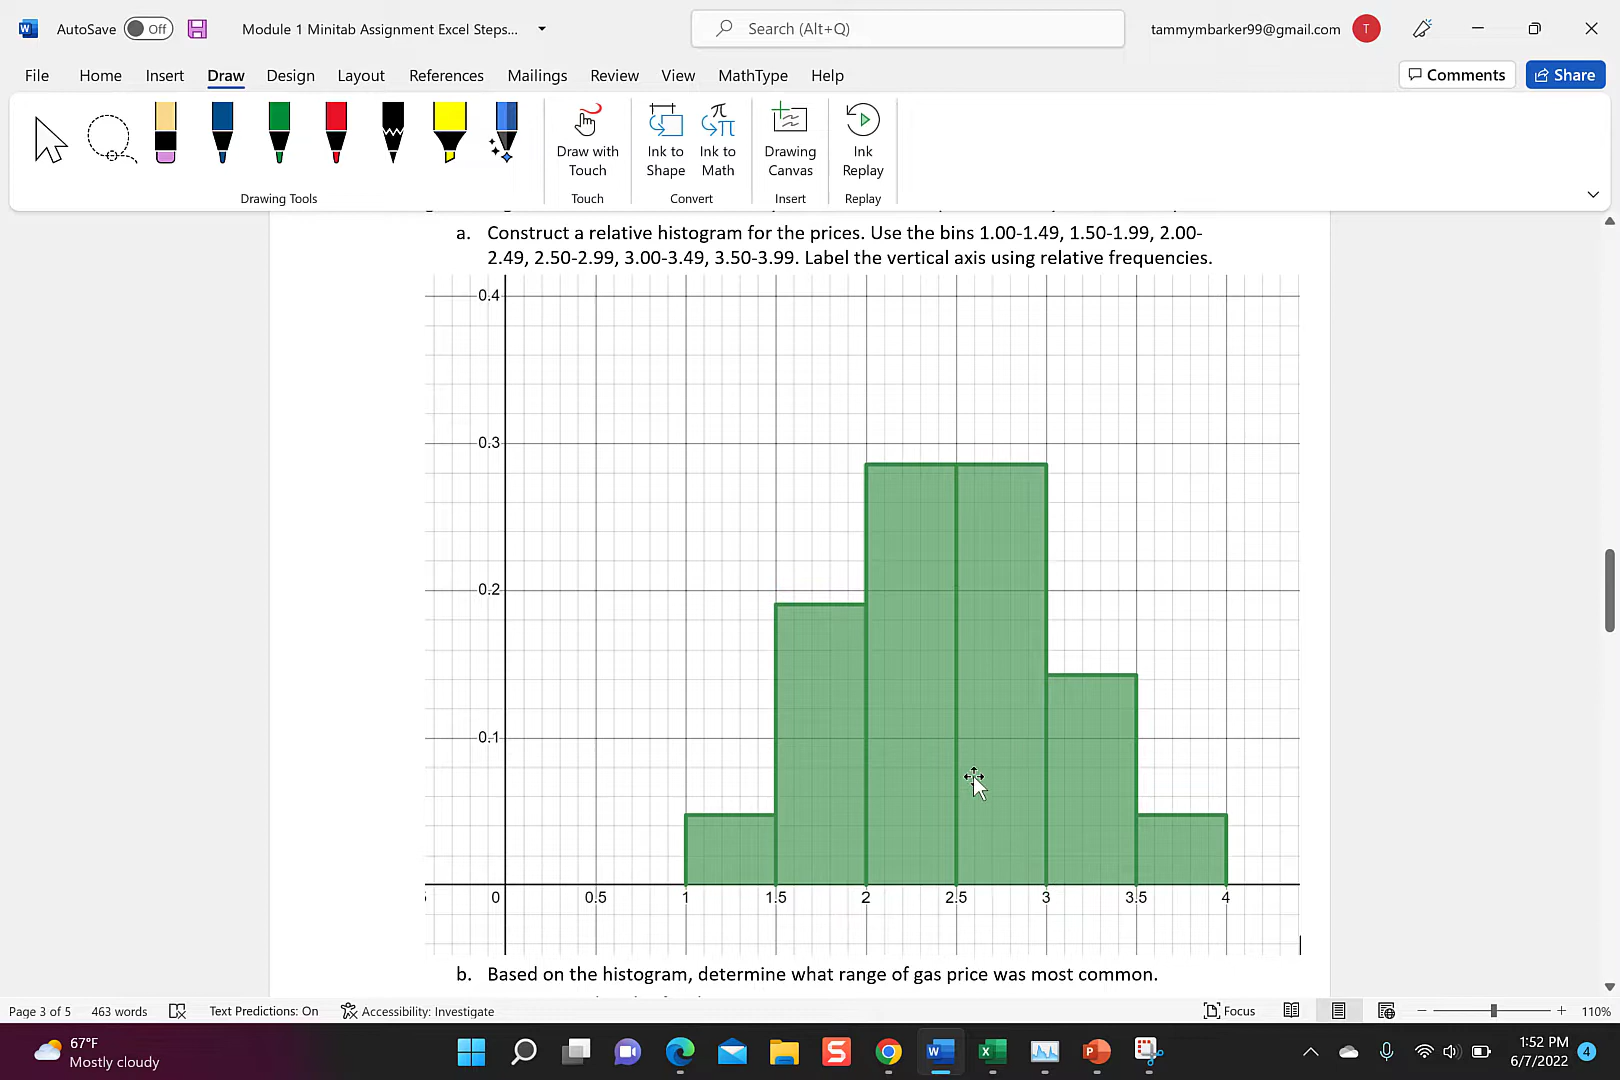 AutoSave Off Module 1 Minitab Assignment Excel Steps... Search (Alt+Q) tammymbarker99@gmail.com T
File Home Insert Draw Design Layout References Mailings Review View MathType Help Comments Share
Draw with Touch
Ink to Shape
Ink to Math
Drawing Canvas
Ink Replay
Drawing Tools Touch Convert Insert Replay
a. Construct a relative histogram for the prices. Use the bins 1.00-1.49, 1.50-1.99, 2.00-
2.49, 2.50-2.99, 3.00-3.49, 3.50-3.99. Label the vertical axis using relative frequencies.
0.4
0.3
0.2
0.1
0 0.5 1 1.5 2 2.5 3 3.5 4
b. Based on the histogram, determine what range of gas price was most common.
Page 3 of 5 463 words Text Predictions: On Accessibility: Investigate Focus 110%
67°F
Mostly cloudy
1:52 PM
6/7/2022
4